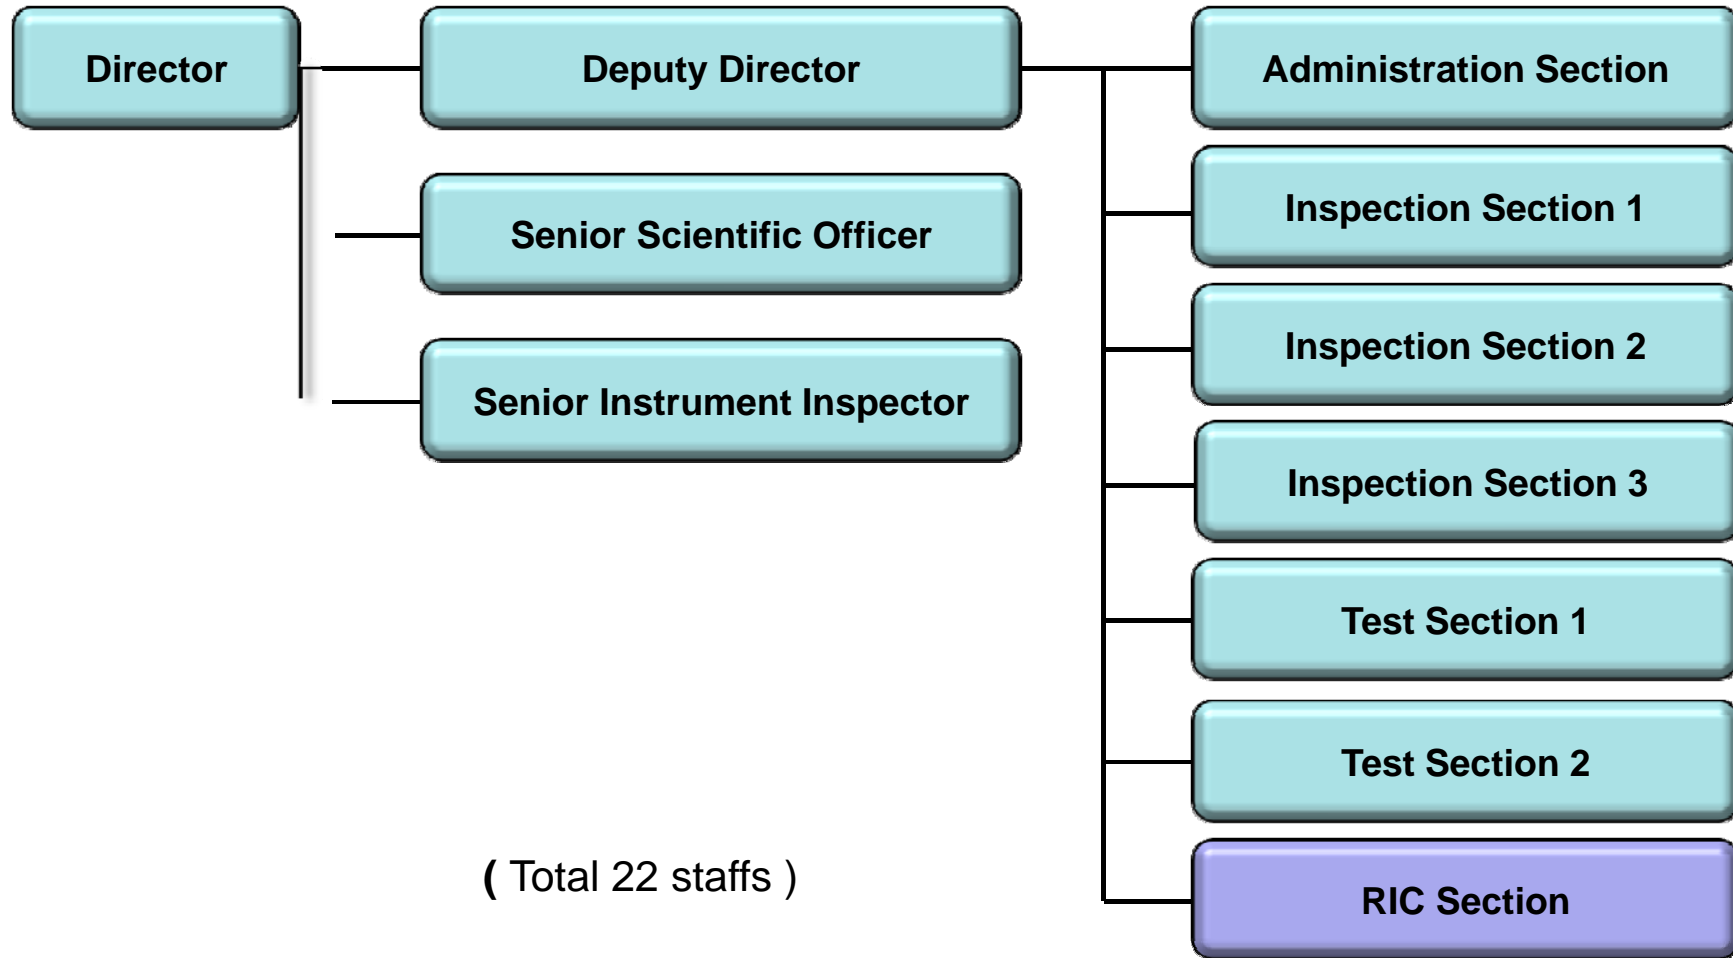 Director
Deputy Director
Senior Scientific Officer
Senior Instrument Inspector
Administration Section
Inspection Section 1
Inspection Section 2
Inspection Section 3
Test Section 1
Test Section 2
RIC Section
( Total 22 staffs )